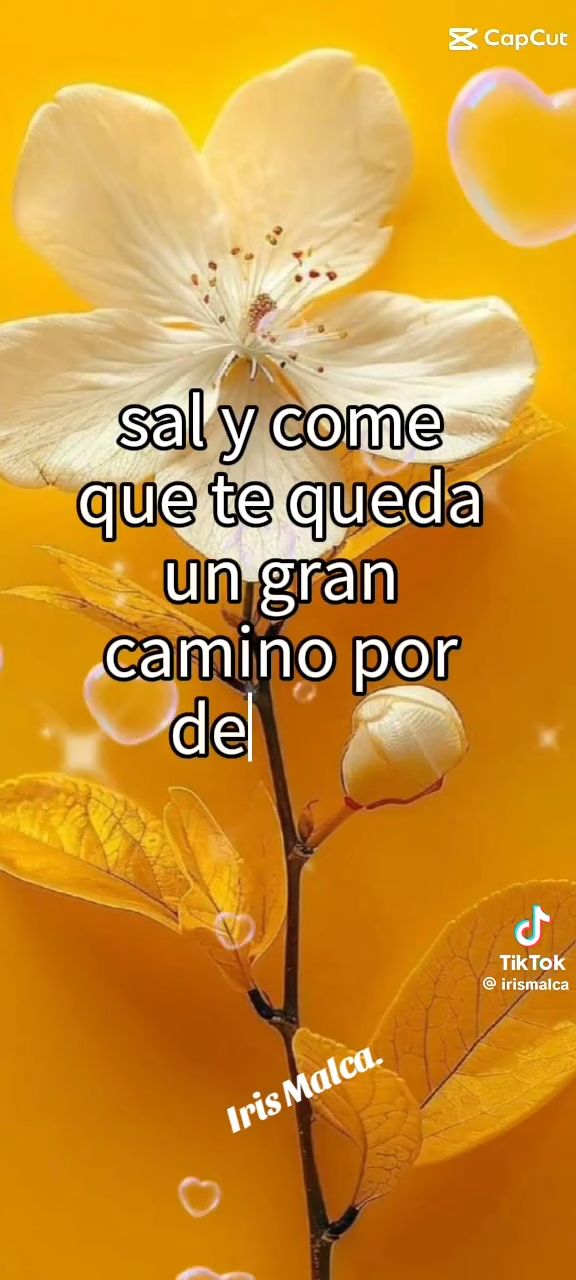 CapCut
sal y come
que te queda
un gran
camino por
de
TikTok
@ irismalca
Iris Malca.